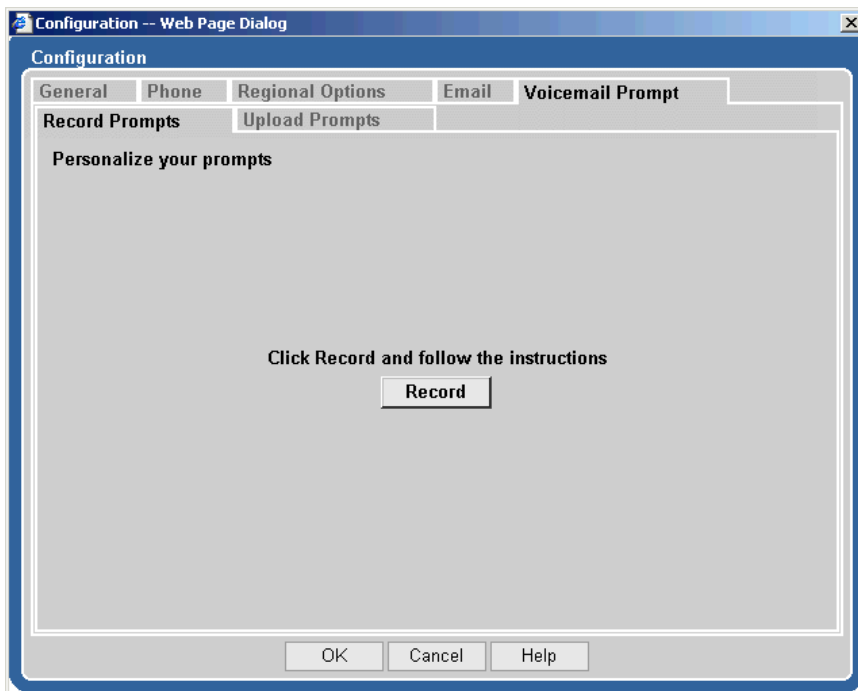 Configuration -- Web Page Dialog
Configuration
General Phone Regional Options Email Voicemail Prompt
Record Prompts Upload Prompts
Personalize your prompts
Click Record and follow the instructions
Record
OK Cancel Help